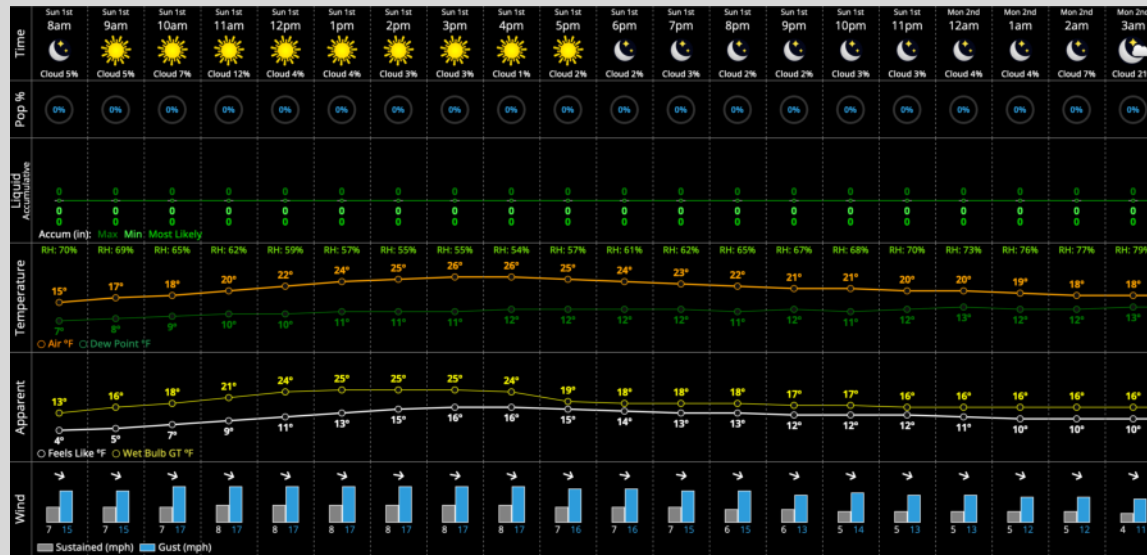 Time
Sun 1st Sun 1st Sun 1st Sun 1st Sun 1st Sun 1st Sun 1st Sun 1st Sun 1st Sun 1st Sun 1st Sun 1st Sun 1st Sun 1st Sun 1st Sun 1st Mon 2nd Mon 2nd Mon 2nd Mon 2nd
8am 9am 10am 11am 12pm 1pm 2pm 3pm 4pm 5pm 6pm 7pm 8pm 9pm 10pm 11pm 12am 1am 2am 3am
Cloud 5% Cloud 5% Cloud 7% Cloud 12% Cloud 4% Cloud 4% Cloud 3% Cloud 3% Cloud 1% Cloud 2% Cloud 2% Cloud 3% Cloud 2% Cloud 2% Cloud 3% Cloud 3% Cloud 4% Cloud 4% Cloud 7% Cloud 21%
Pop %
0% 0% 0% 0% 0% 0% 0% 0% 0% 0% 0% 0% 0% 0% 0% 0% 0% 0% 0% 0%
Liquid
Accumulative
0 0 0 0 0 0 0 0 0 0 0 0 0 0 0 0 0 0 0 0
0 0 0 0 0 0 0 0 0 0 0 0 0 0 0 0 0 0 0 0
0 0 0 0 0 0 0 0 0 0 0 0 0 0 0 0 0 0 0 0
Accum (in): Max Min Most Likely
Temperature
RH: 70% RH: 69% RH: 65% RH: 62% RH: 59% RH: 57% RH: 55% RH: 55% RH: 54% RH: 57% RH: 61% RH: 62% RH: 65% RH: 67% RH: 68% RH: 70% RH: 73% RH: 76% RH: 77% RH: 79%
15° 17° 18° 20° 22° 24° 25° 26° 26° 25° 24° 23° 22° 21° 21° 20° 20° 19° 18° 18°
7° 8° 9° 10° 10° 11° 11° 11° 12° 12° 12° 12° 11° 12° 11° 12° 13° 12° 12° 13°
Air °F Dew Point °F
Apparent
13° 16° 18° 21° 24° 25° 25° 25° 24° 19° 18° 18° 18° 17° 17° 16° 16° 16° 16° 16°
4° 5° 7° 9° 11° 13° 15° 16° 16° 15° 14° 13° 13° 12° 12° 12° 11° 10° 10° 10°
Feels Like °F Wet Bulb GT °F
Wind
7 15 7 15 7 17 8 17 8 17 8 17 8 17 8 17 8 17 7 16 7 16 7 15 6 15 6 13 5 14 5 13 5 13 5 12 5 12 4 11
Sustained (mph) Gust (mph)